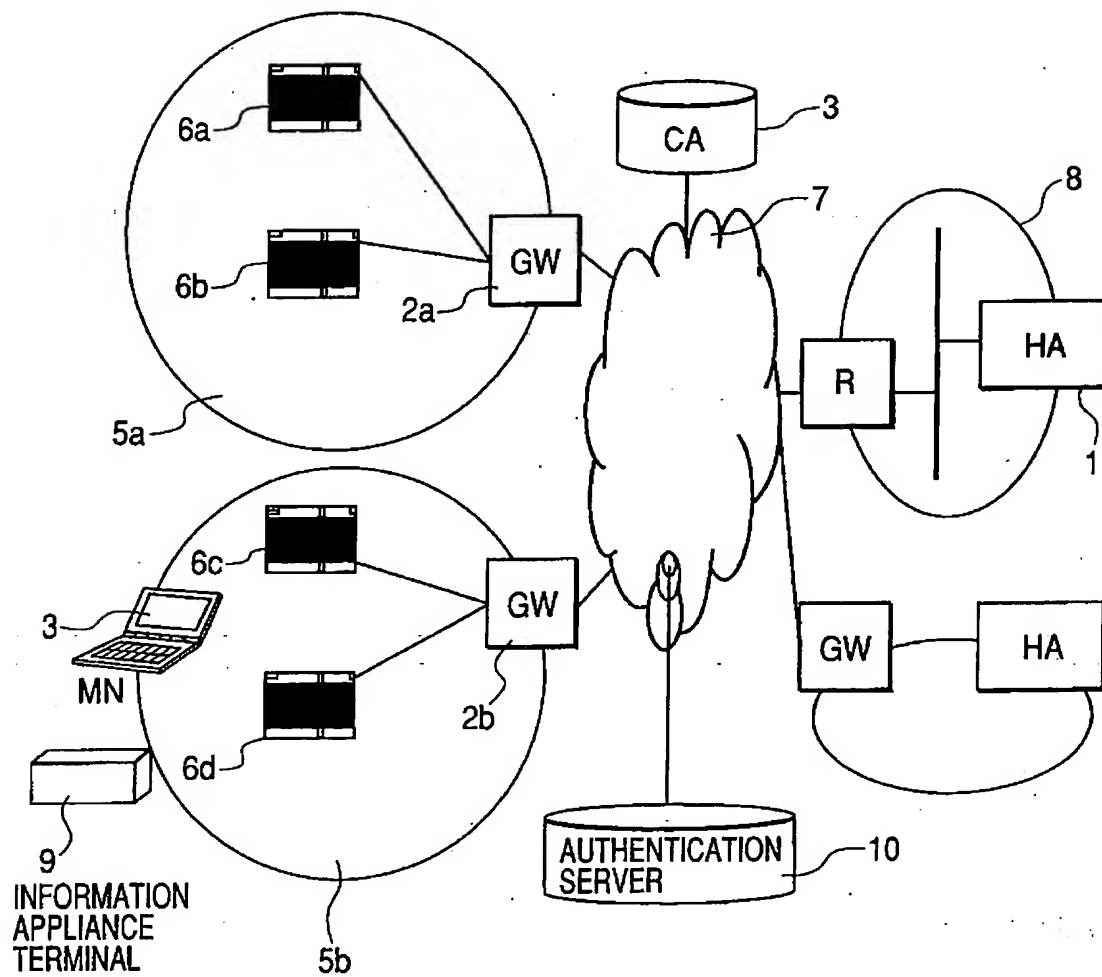 6a
6b
GW
2a
5a
CA
3
7
8
R
HA
1
6c
3
MN
GW
2b
6d
GW
HA
9
INFORMATION
APPLIANCE
TERMINAL
5b
AUTHENTICATION
SERVER
10